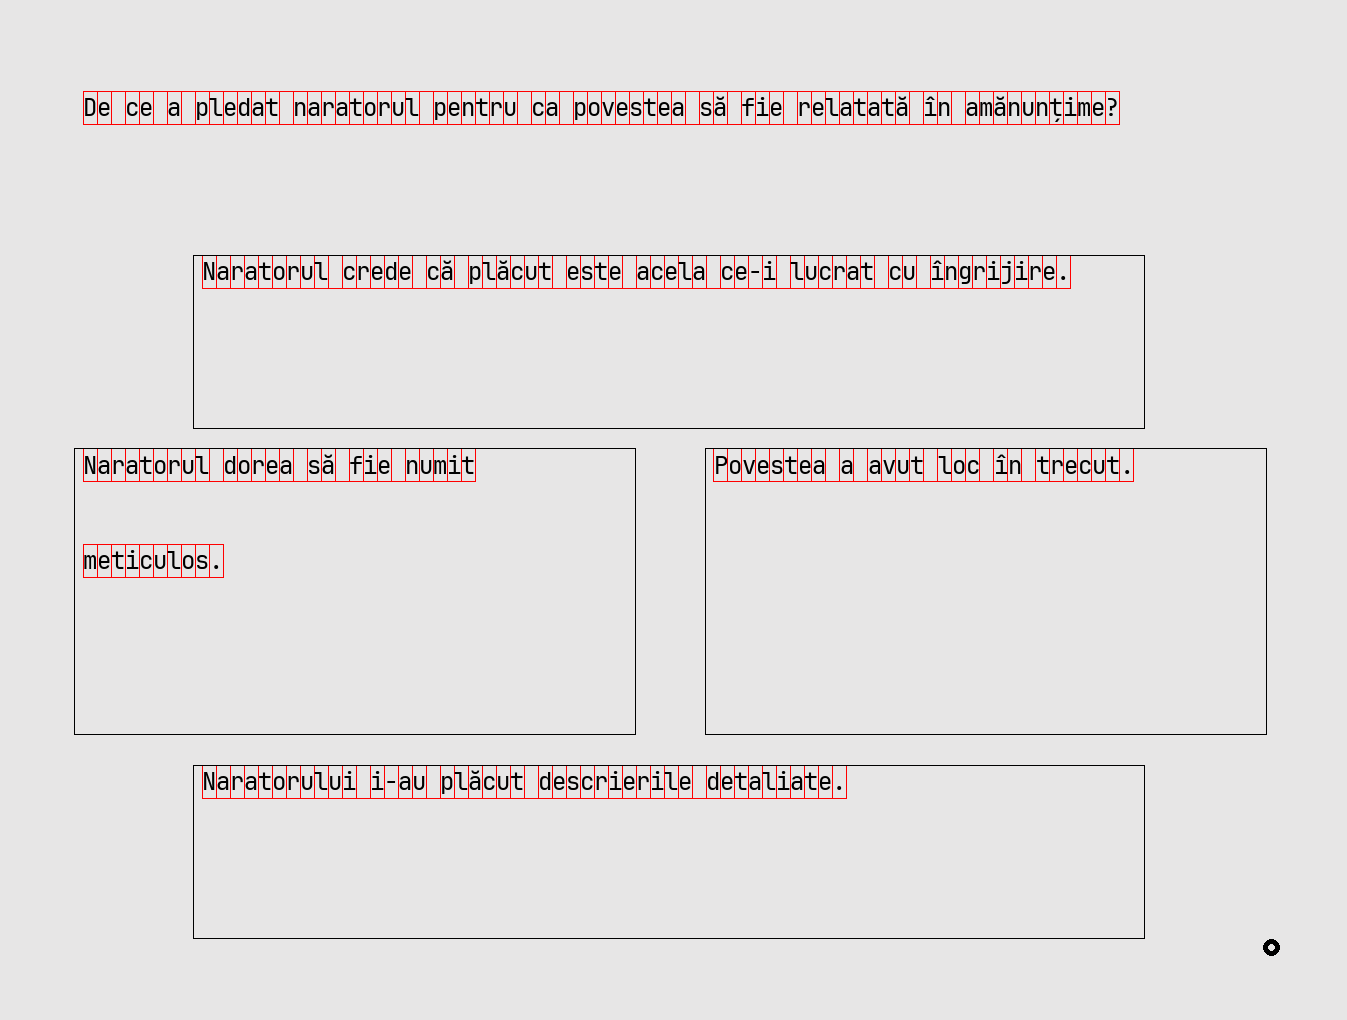 De ce a pledat naratorul pentru ca povestea să fie relatată în amănunțime?
Naratorul crede că plăcut este acela ce-i lucrat cu îngrijire.
Naratorul dorea să fie numit
meticulos.
Povestea a avut loc în trecut.
Naratorului i-au plăcut descrierile detaliate.